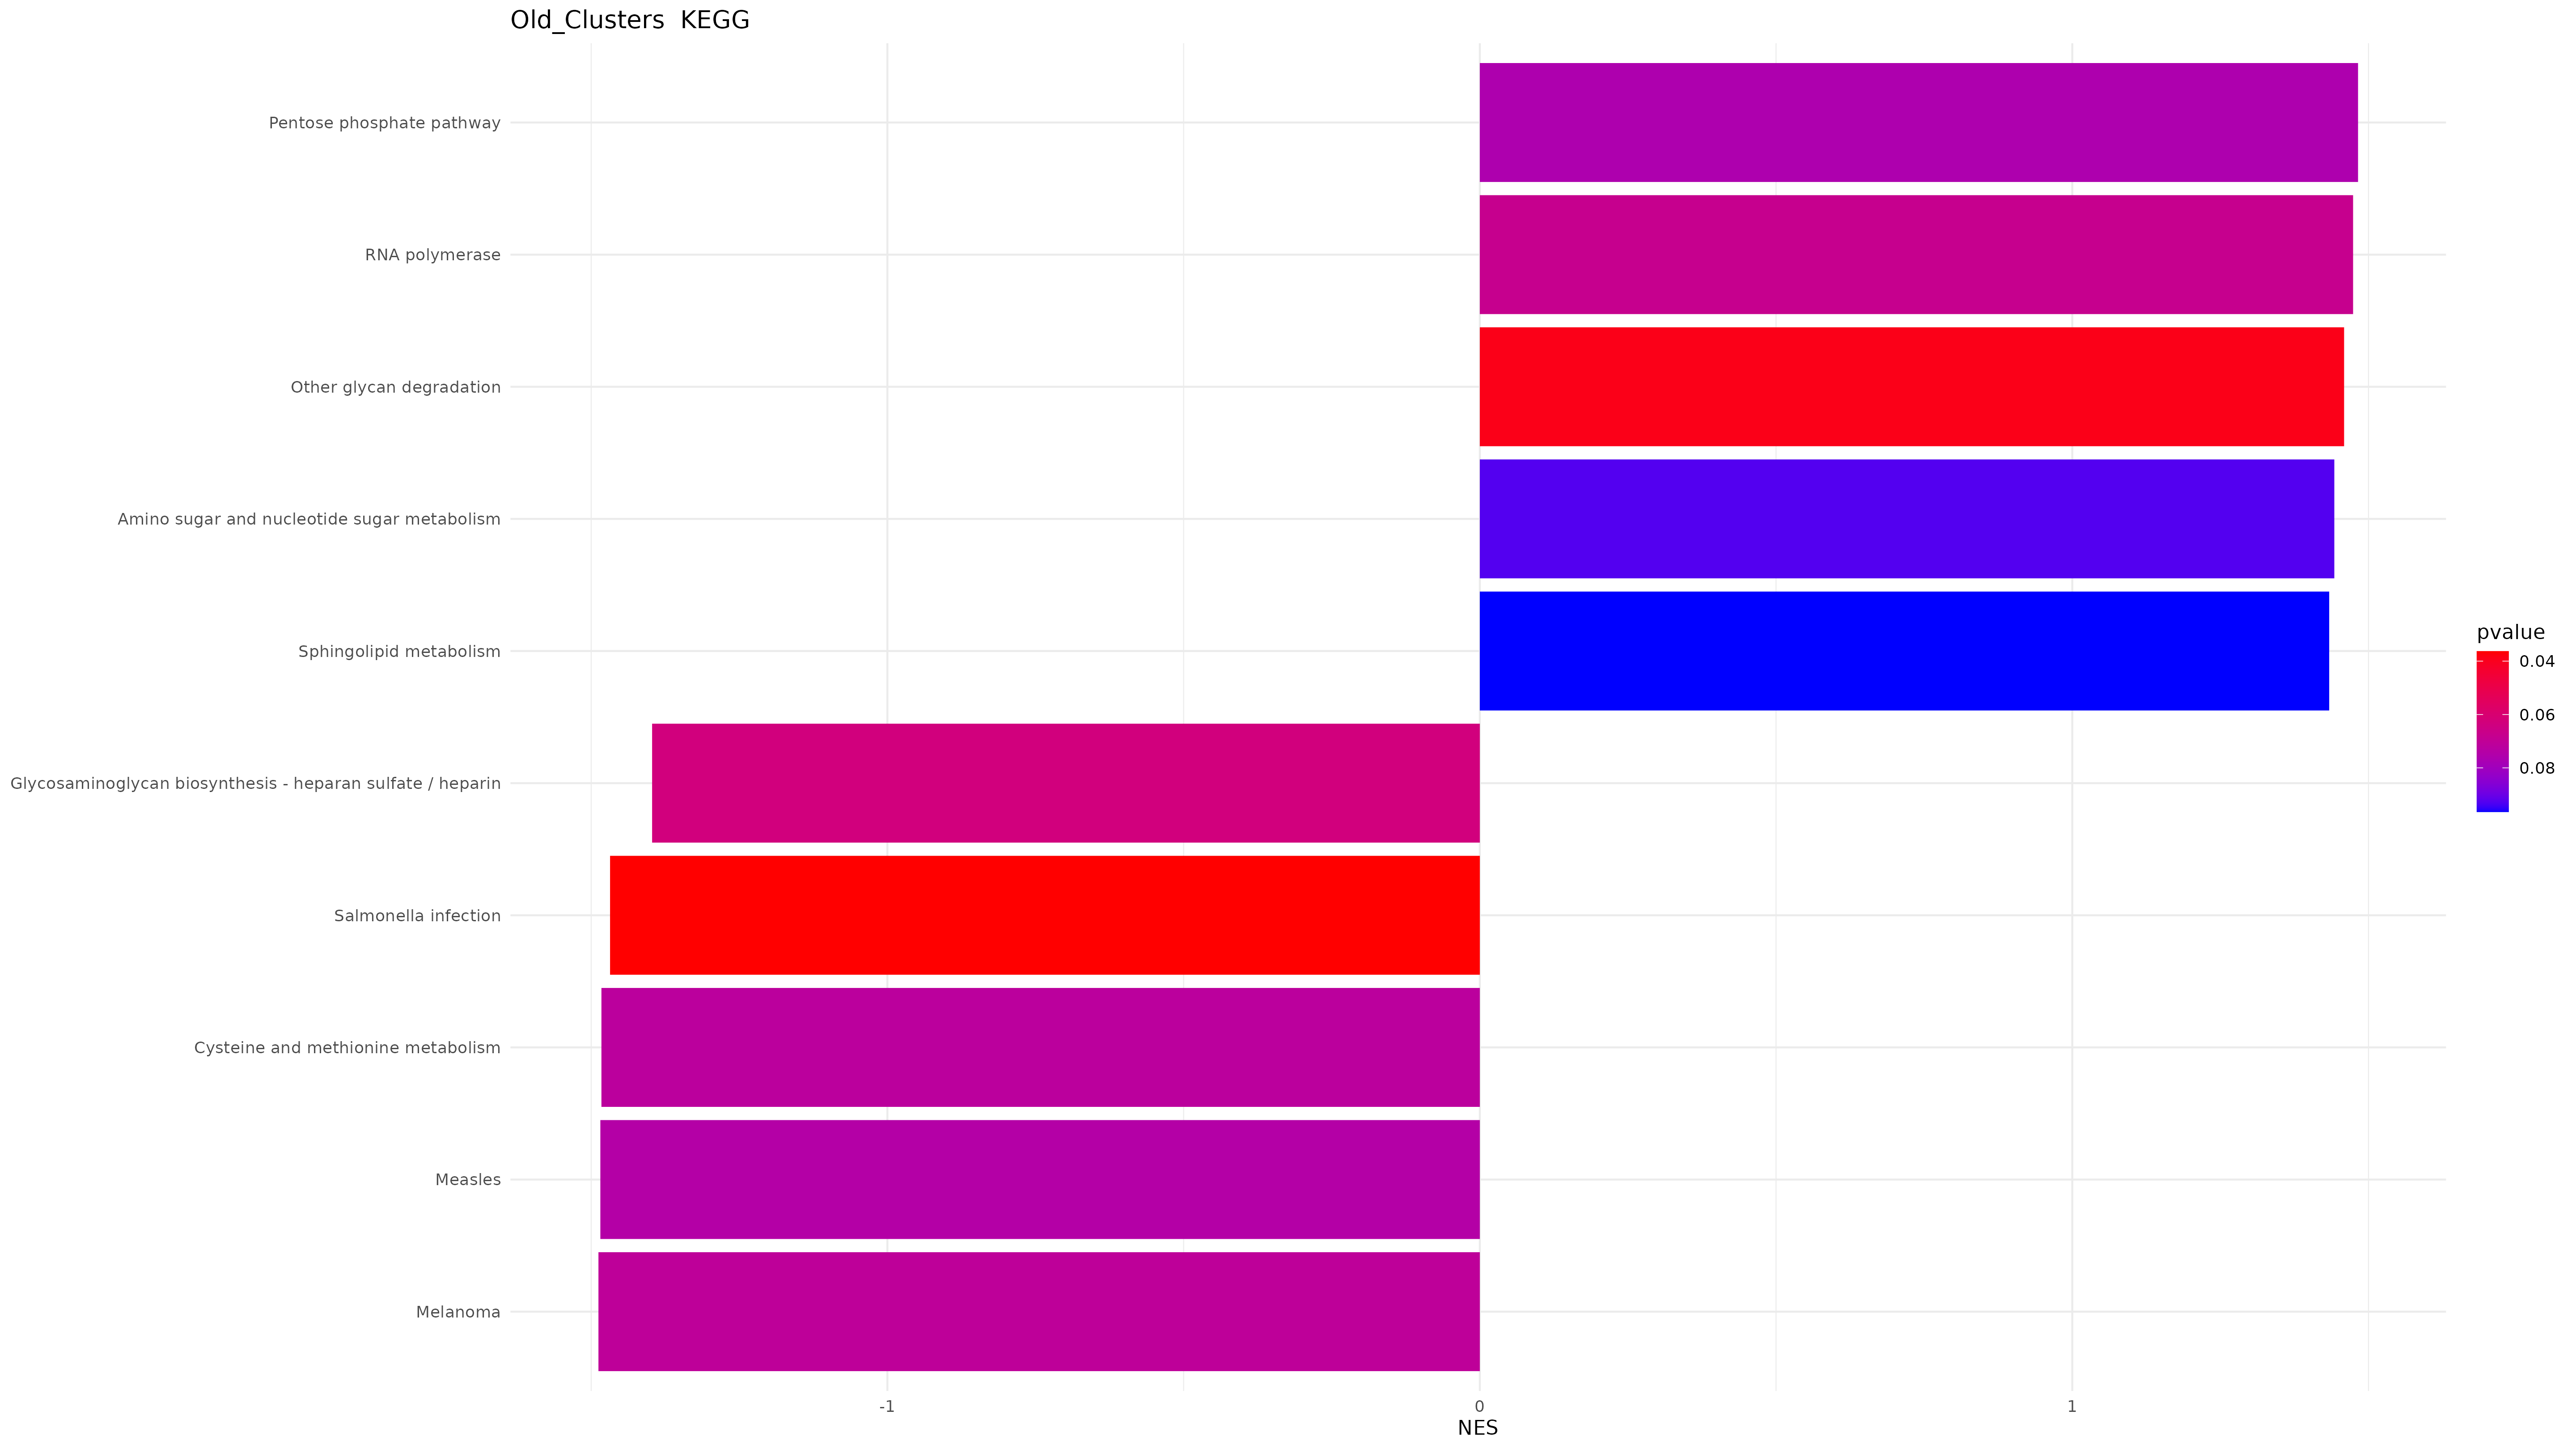 Old_Clusters  KEGG
Pentose phosphate pathway
RNA polymerase
Other glycan degradation
Amino sugar and nucleotide sugar metabolism
Sphingolipid metabolism
Glycosaminoglycan biosynthesis - heparan sulfate / heparin
Salmonella infection
Cysteine and methionine metabolism
Measles
Melanoma
-1
0
1
NES
pvalue
0.04
0.06
0.08